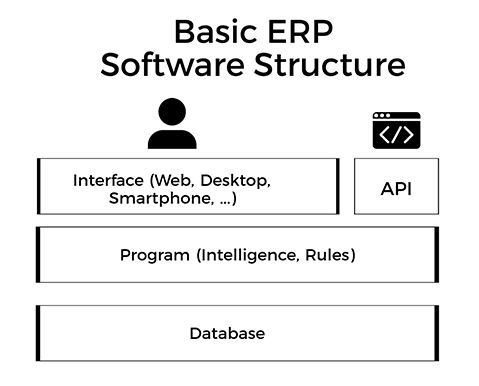 Basic ERP
Software Structure
</>
Interface (Web, Desktop,
Smartphone, ...)
API
Program (Intelligence, Rules)
Database